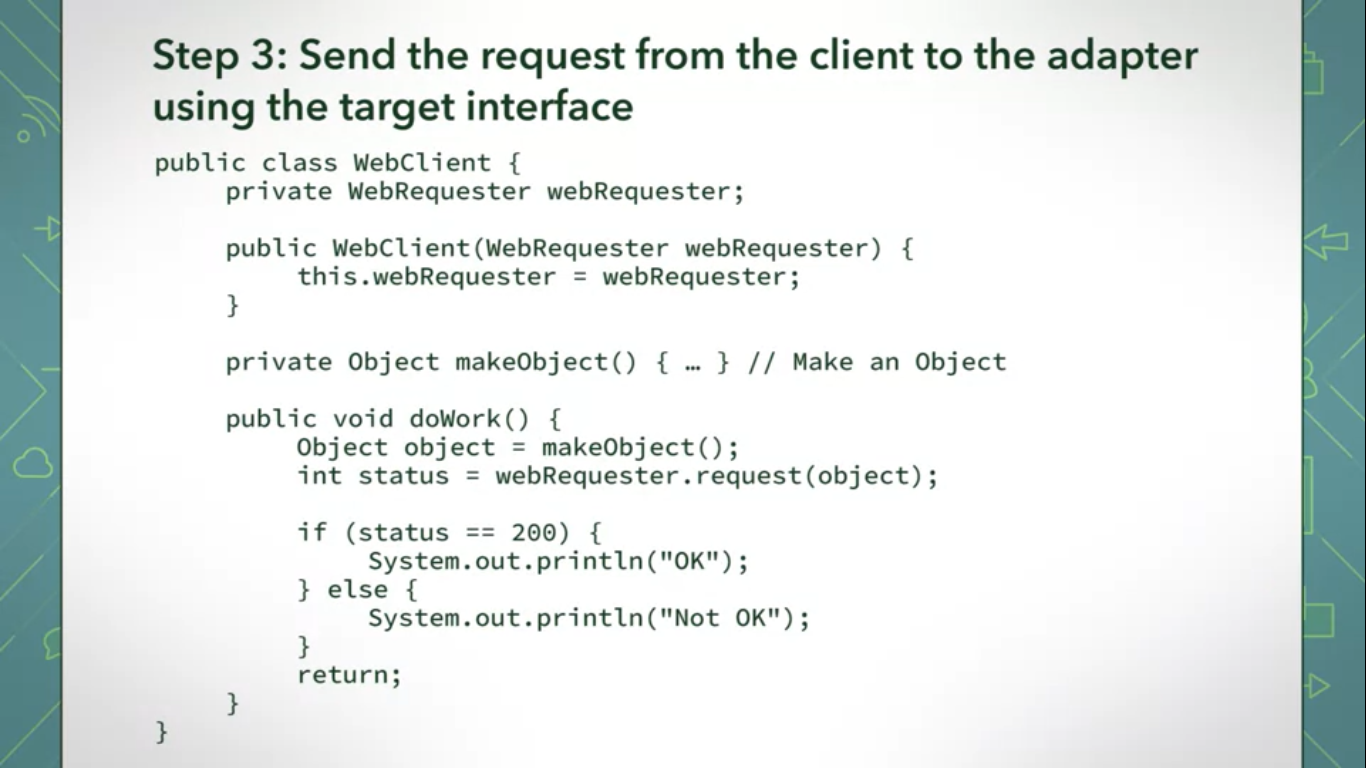 Step 3: Send the request from the client to the adapter
using the target interface
public class WebClient {
private WebRequester webRequester;
public WebClient(WebRequester webRequester) {
this.webRequester = webRequester;
}
private Object makeObject() { … } // Make an Object
public void doWork() {
Object object = makeObject();
int status = webRequester.request(object);
if (status == 200) {
System.out.println("OK");
} else {
System.out.println("Not OK");
}
return;
}
}